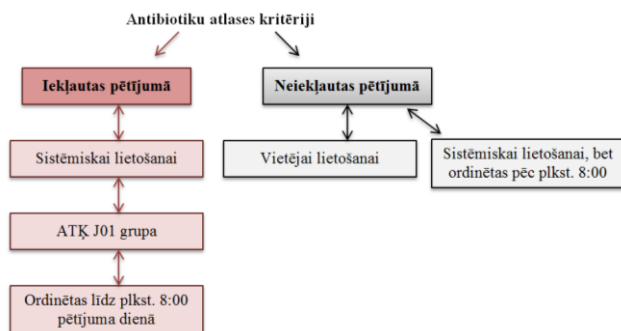 Antibiotiku atlases kritēriji
Iekļautas pētījumā
Neiekļautas pētījumā
Sistēmiskai lietošanai
Vietējai lietošanai
Sistēmiskai lietošanai, bet
ordinētas pēc plkst. 8:00
ATĶ J01 grupa
Ordinētas līdz plkst. 8:00
pētījuma dienā